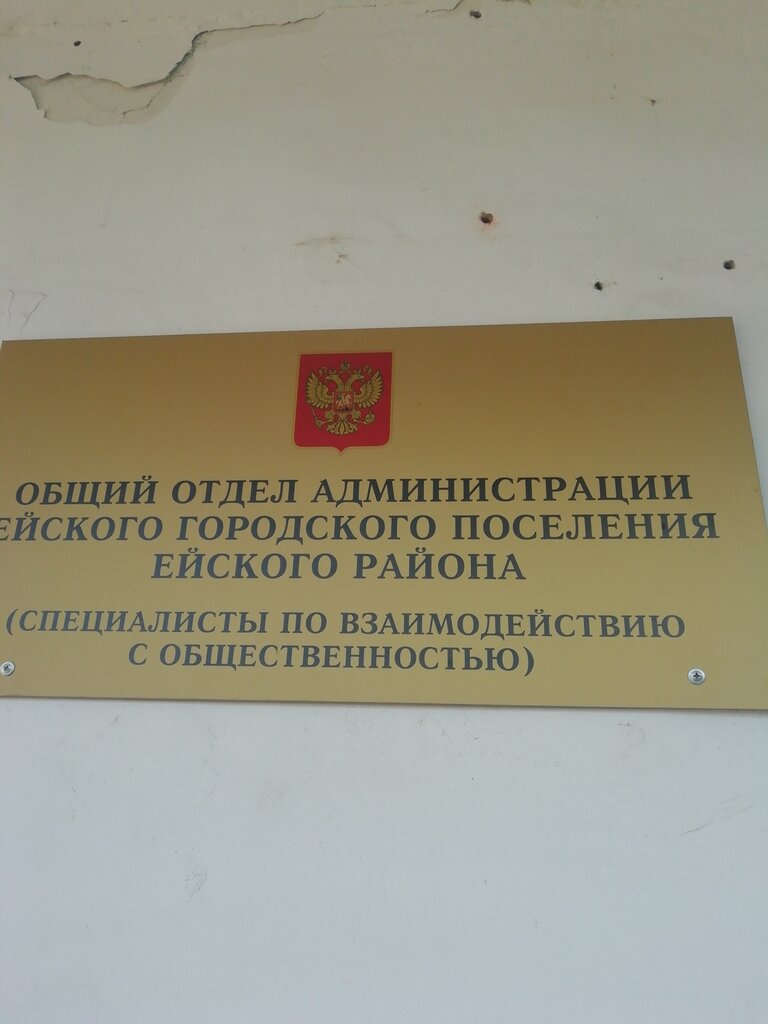 ОБЩИЙ ОТДЕЛ АДМИНИСТРАЦИИ
ЕЙСКОГО ГОРОДСКОГО ПОСЕЛЕНИЯ
ЕЙСКОГО РАЙОНА
(СПЕЦИАЛИСТЫ ПО ВЗАИМОДЕЙСТВИЮ
С ОБЩЕСТВЕННОСТЬЮ)